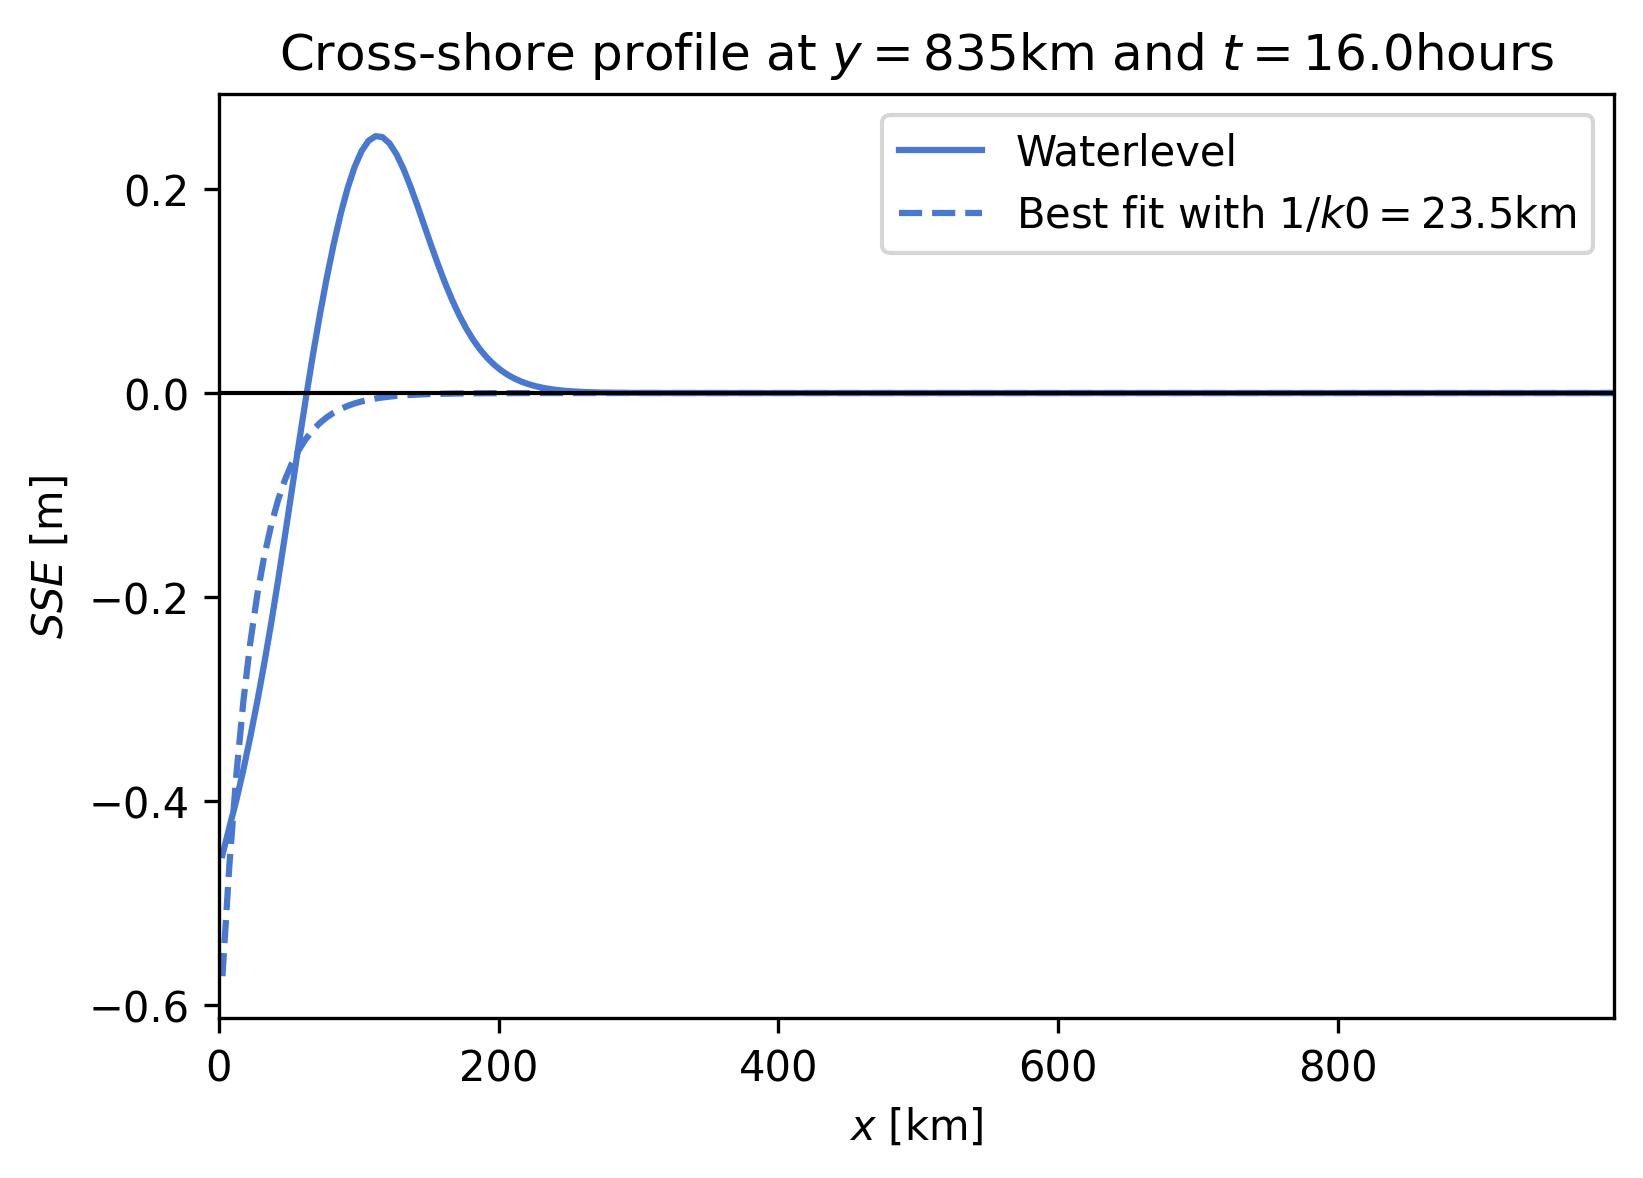 Cross-shore profile at y = 835km and t = 16.0hours
Waterlevel
Best fit with 1/k0 = 23.5km
0.2
0.0
−0.2
−0.4
−0.6
SSE [m]
0 200 400 600 800
x [km]